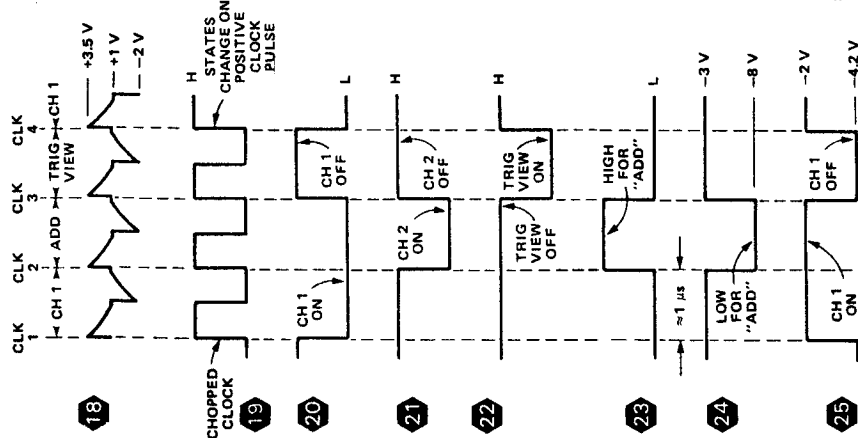 CLK
1
CH 1
CLK
2
ADD
CLK
3
TRIG
VIEW
CLK
4
CH 1
18
+3.5 V
+1 V
−2 V
CHOPPED
CLOCK
H
STATES
CHANGE ON
POSITIVE
CLOCK
PULSE
19
20
CH 1
ON
CH 1
OFF
L
21
CH 2
ON
CH 2
OFF
H
22
TRIG
VIEW
OFF
TRIG
VIEW
ON
H
23
HIGH
FOR
"ADD"
L
≈1 μs
24
LOW
FOR
"ADD"
−3 V
−8 V
25
CH 1
ON
CH 1
OFF
−2 V
−4.2 V